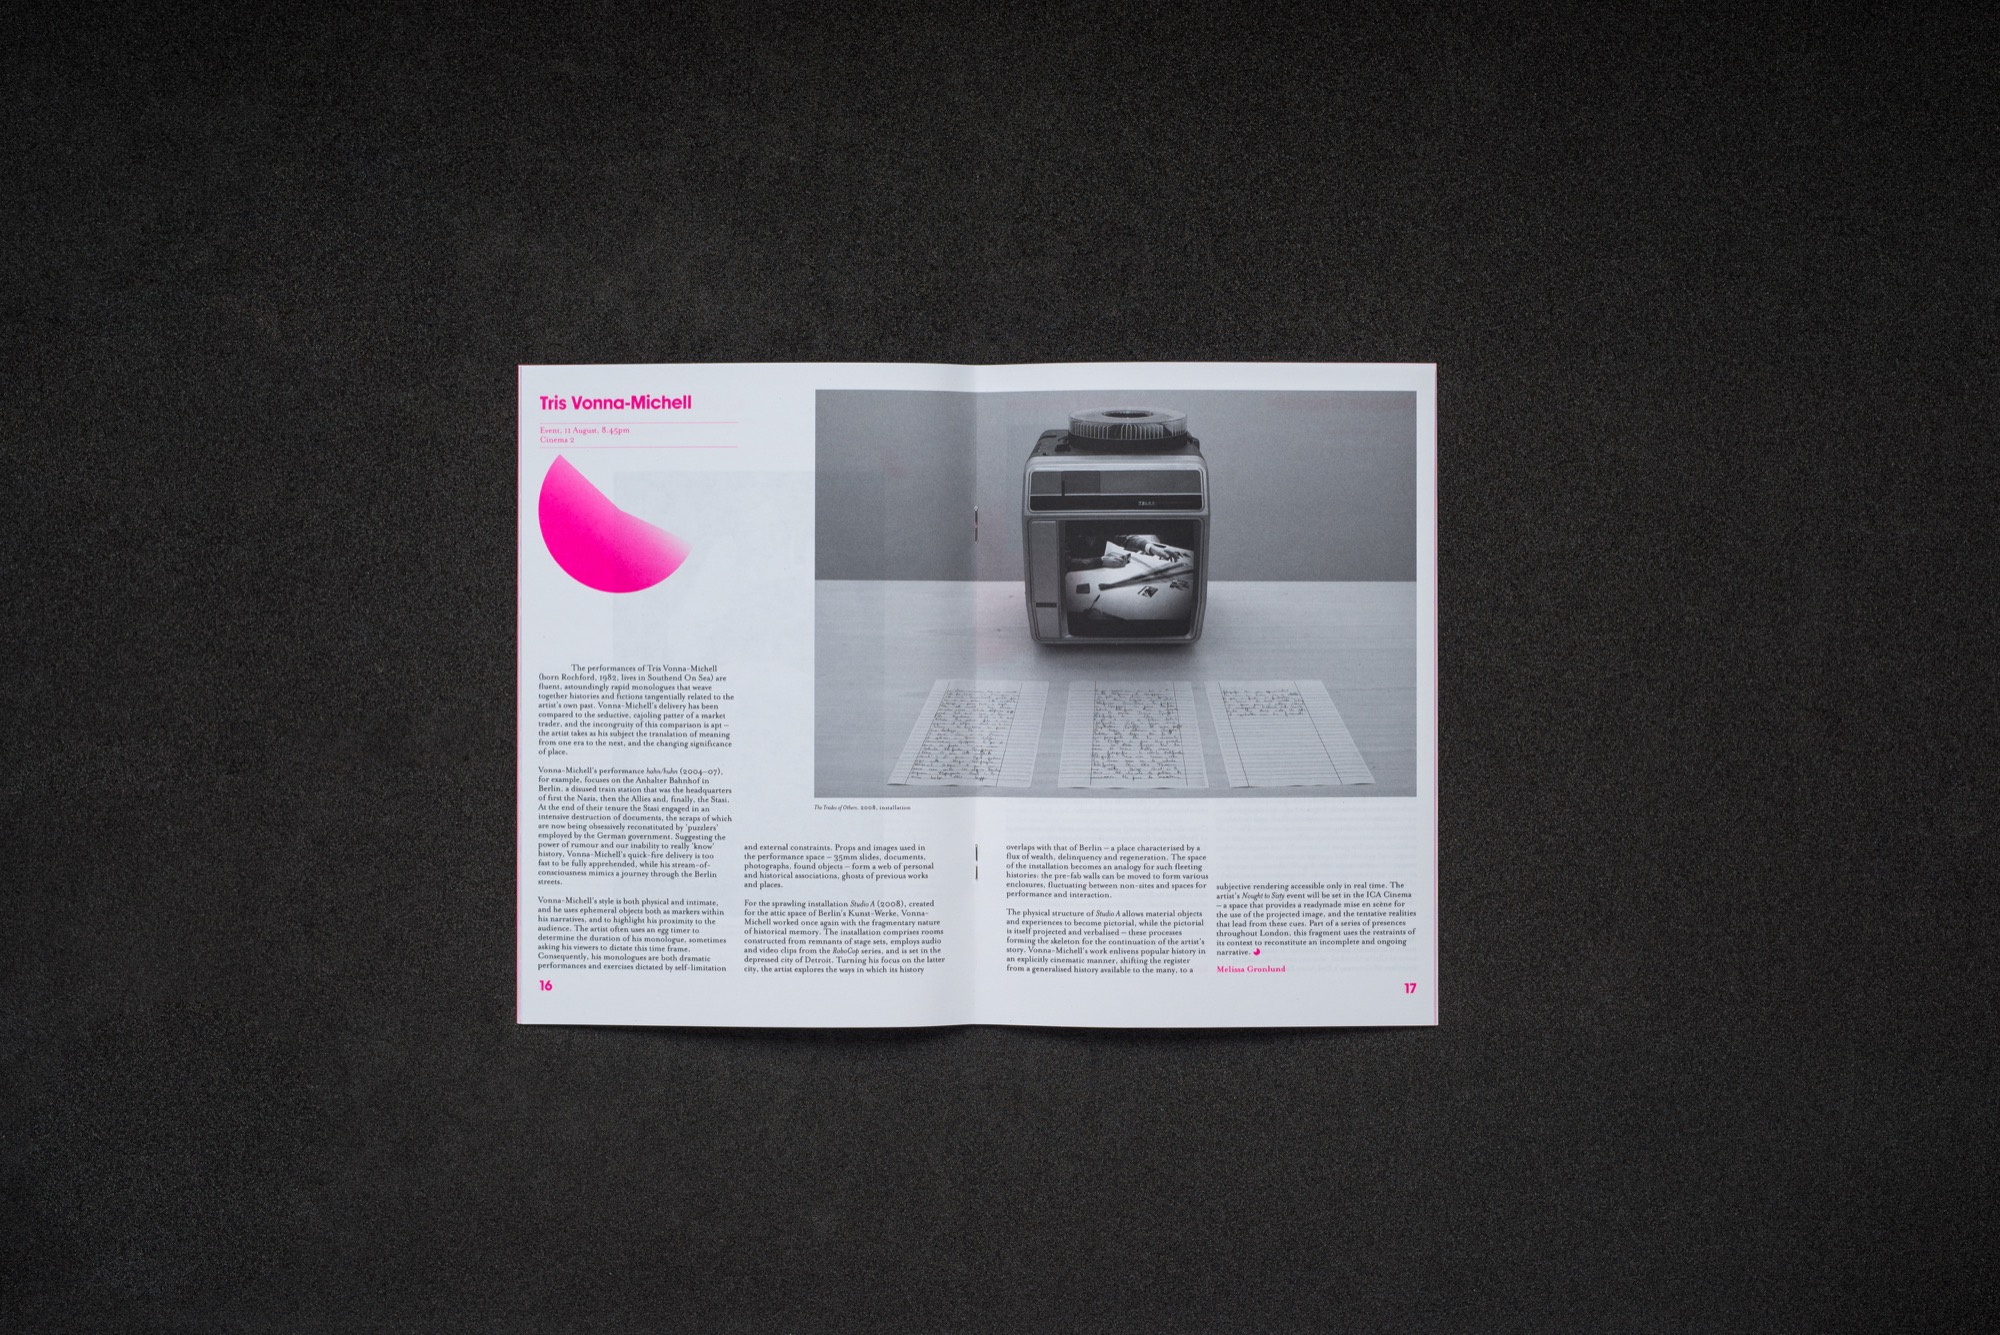 Tris Vonna-Michell
Event, 11 August, 8.45pm
Cinema 2
The performances of Tris Vonna-Michell
(born Rochford, 1982, lives in Southend On Sea) are
fluent, astoundingly rapid monologues that weave
together histories and fictions tangentially related to the
artist's own past. Vonna-Michell's delivery has been
compared to the seductive, cajoling patter of a market
trader, and the incongruity of this comparison is apt –
the artist takes as his subject the translation of meaning
from one era to the next, and the changing significance
of place.
Vonna-Michell's performance hahn/huhn (2004–07),
for example, focuses on the Anhalter Bahnhof in
Berlin, a disused train station that was the headquarters
of first the Nazis, then the Allies and, finally, the Stasi.
At the end of their tenure the Stasi engaged in an
intensive destruction of documents, the scraps of which
are now being obsessively reconstituted by 'puzzlers'
employed by the German government. Suggesting the
power of rumour and our inability to really 'know'
history, Vonna-Michell's quick-fire delivery is too
fast to be fully apprehended, while his stream-of-
consciousness mimics a journey through the Berlin
streets.
Vonna-Michell's style is both physical and intimate,
and he uses ephemeral objects both as markers within
his narratives, and to highlight his proximity to the
audience. The artist often uses an egg timer to
determine the duration of his monologue, sometimes
asking his viewers to dictate this time frame.
Consequently, his monologues are both dramatic
performances and exercises dictated by self-limitation
16
The Trades of Others, 2008, installation
and external constraints. Props and images used in
the performance space – 35mm slides, documents,
photographs, found objects – form a web of personal
and historical associations, ghosts of previous works
and places.
For the sprawling installation Studio A (2008), created
for the attic space of Berlin's Kunst-Werke, Vonna-
Michell worked once again with the fragmentary nature
of historical memory. The installation comprises rooms
constructed from remnants of stage sets, employs audio
and video clips from the RoboCop series, and is set in the
depressed city of Detroit. Turning his focus on the latter
city, the artist explores the ways in which its history
overlaps with that of Berlin – a place characterised by a
flux of wealth, delinquency and regeneration. The space
of the installation becomes an analogy for such fleeting
histories: the pre-fab walls can be moved to form various
enclosures, fluctuating between non-sites and spaces for
performance and interaction.
The physical structure of Studio A allows material objects
and experiences to become pictorial, while the pictorial
is itself projected and verbalised – these processes
forming the skeleton for the continuation of the artist's
story. Vonna-Michell's work enlivens popular history in
an explicitly cinematic manner, shifting the register
from a generalised history available to the many, to a
subjective rendering accessible only in real time. The
artist's Nought to Sixty event will be set in the ICA Cinema
– a space that provides a readymade mise en scène for
the use of the projected image, and the tentative realities
that lead from these cues. Part of a series of presences
throughout London, this fragment uses the restraints of
its context to reconstitute an incomplete and ongoing
narrative.
Melissa Gronlund
17